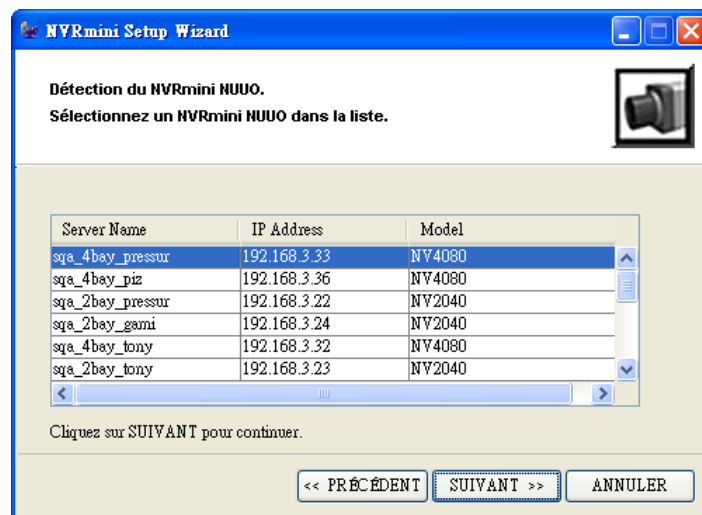 NVRmini Setup Wizard
Détection du NVRmini NUUO.
Sélectionnez un NVRmini NUUO dans la liste.
Server Name IP Address Model
sqa_4bay_pressur 192.168.3.33 NV4080
sqa_4bay_piz 192.168.3.36 NV4080
sqa_2bay_pressur 192.168.3.22 NV2040
sqa_2bay_gami 192.168.3.24 NV2040
sqa_4bay_tony 192.168.3.32 NV4080
sqa_2bay_tony 192.168.3.23 NV2040
Cliquez sur SUIVANT pour continuer.
<< PRÉCÉDENT SUIVANT >> ANNULER